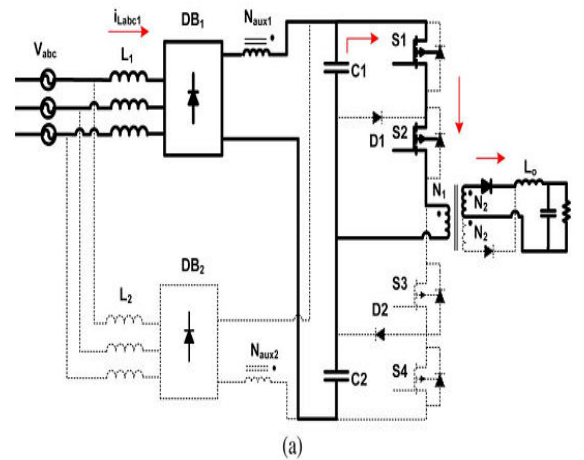 iLabc1
DB1
Naux1
Vabc
L1
C1
S1
S2
D1
N1
Lo
N2
N2
DB2
L2
S3
D2
Naux2
C2
S4
(a)